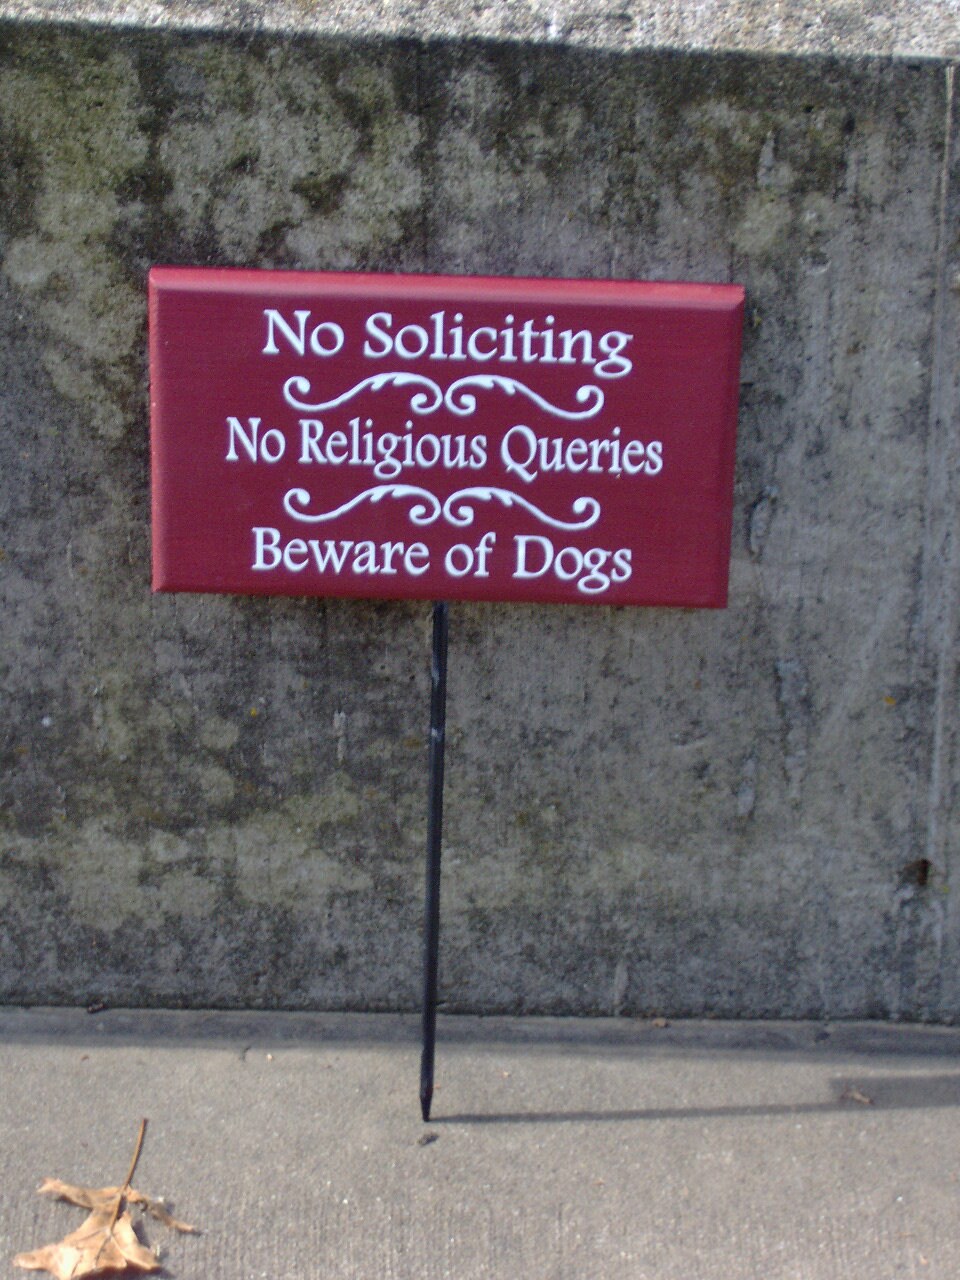 No Soliciting
No Religious Queries
Beware of Dogs